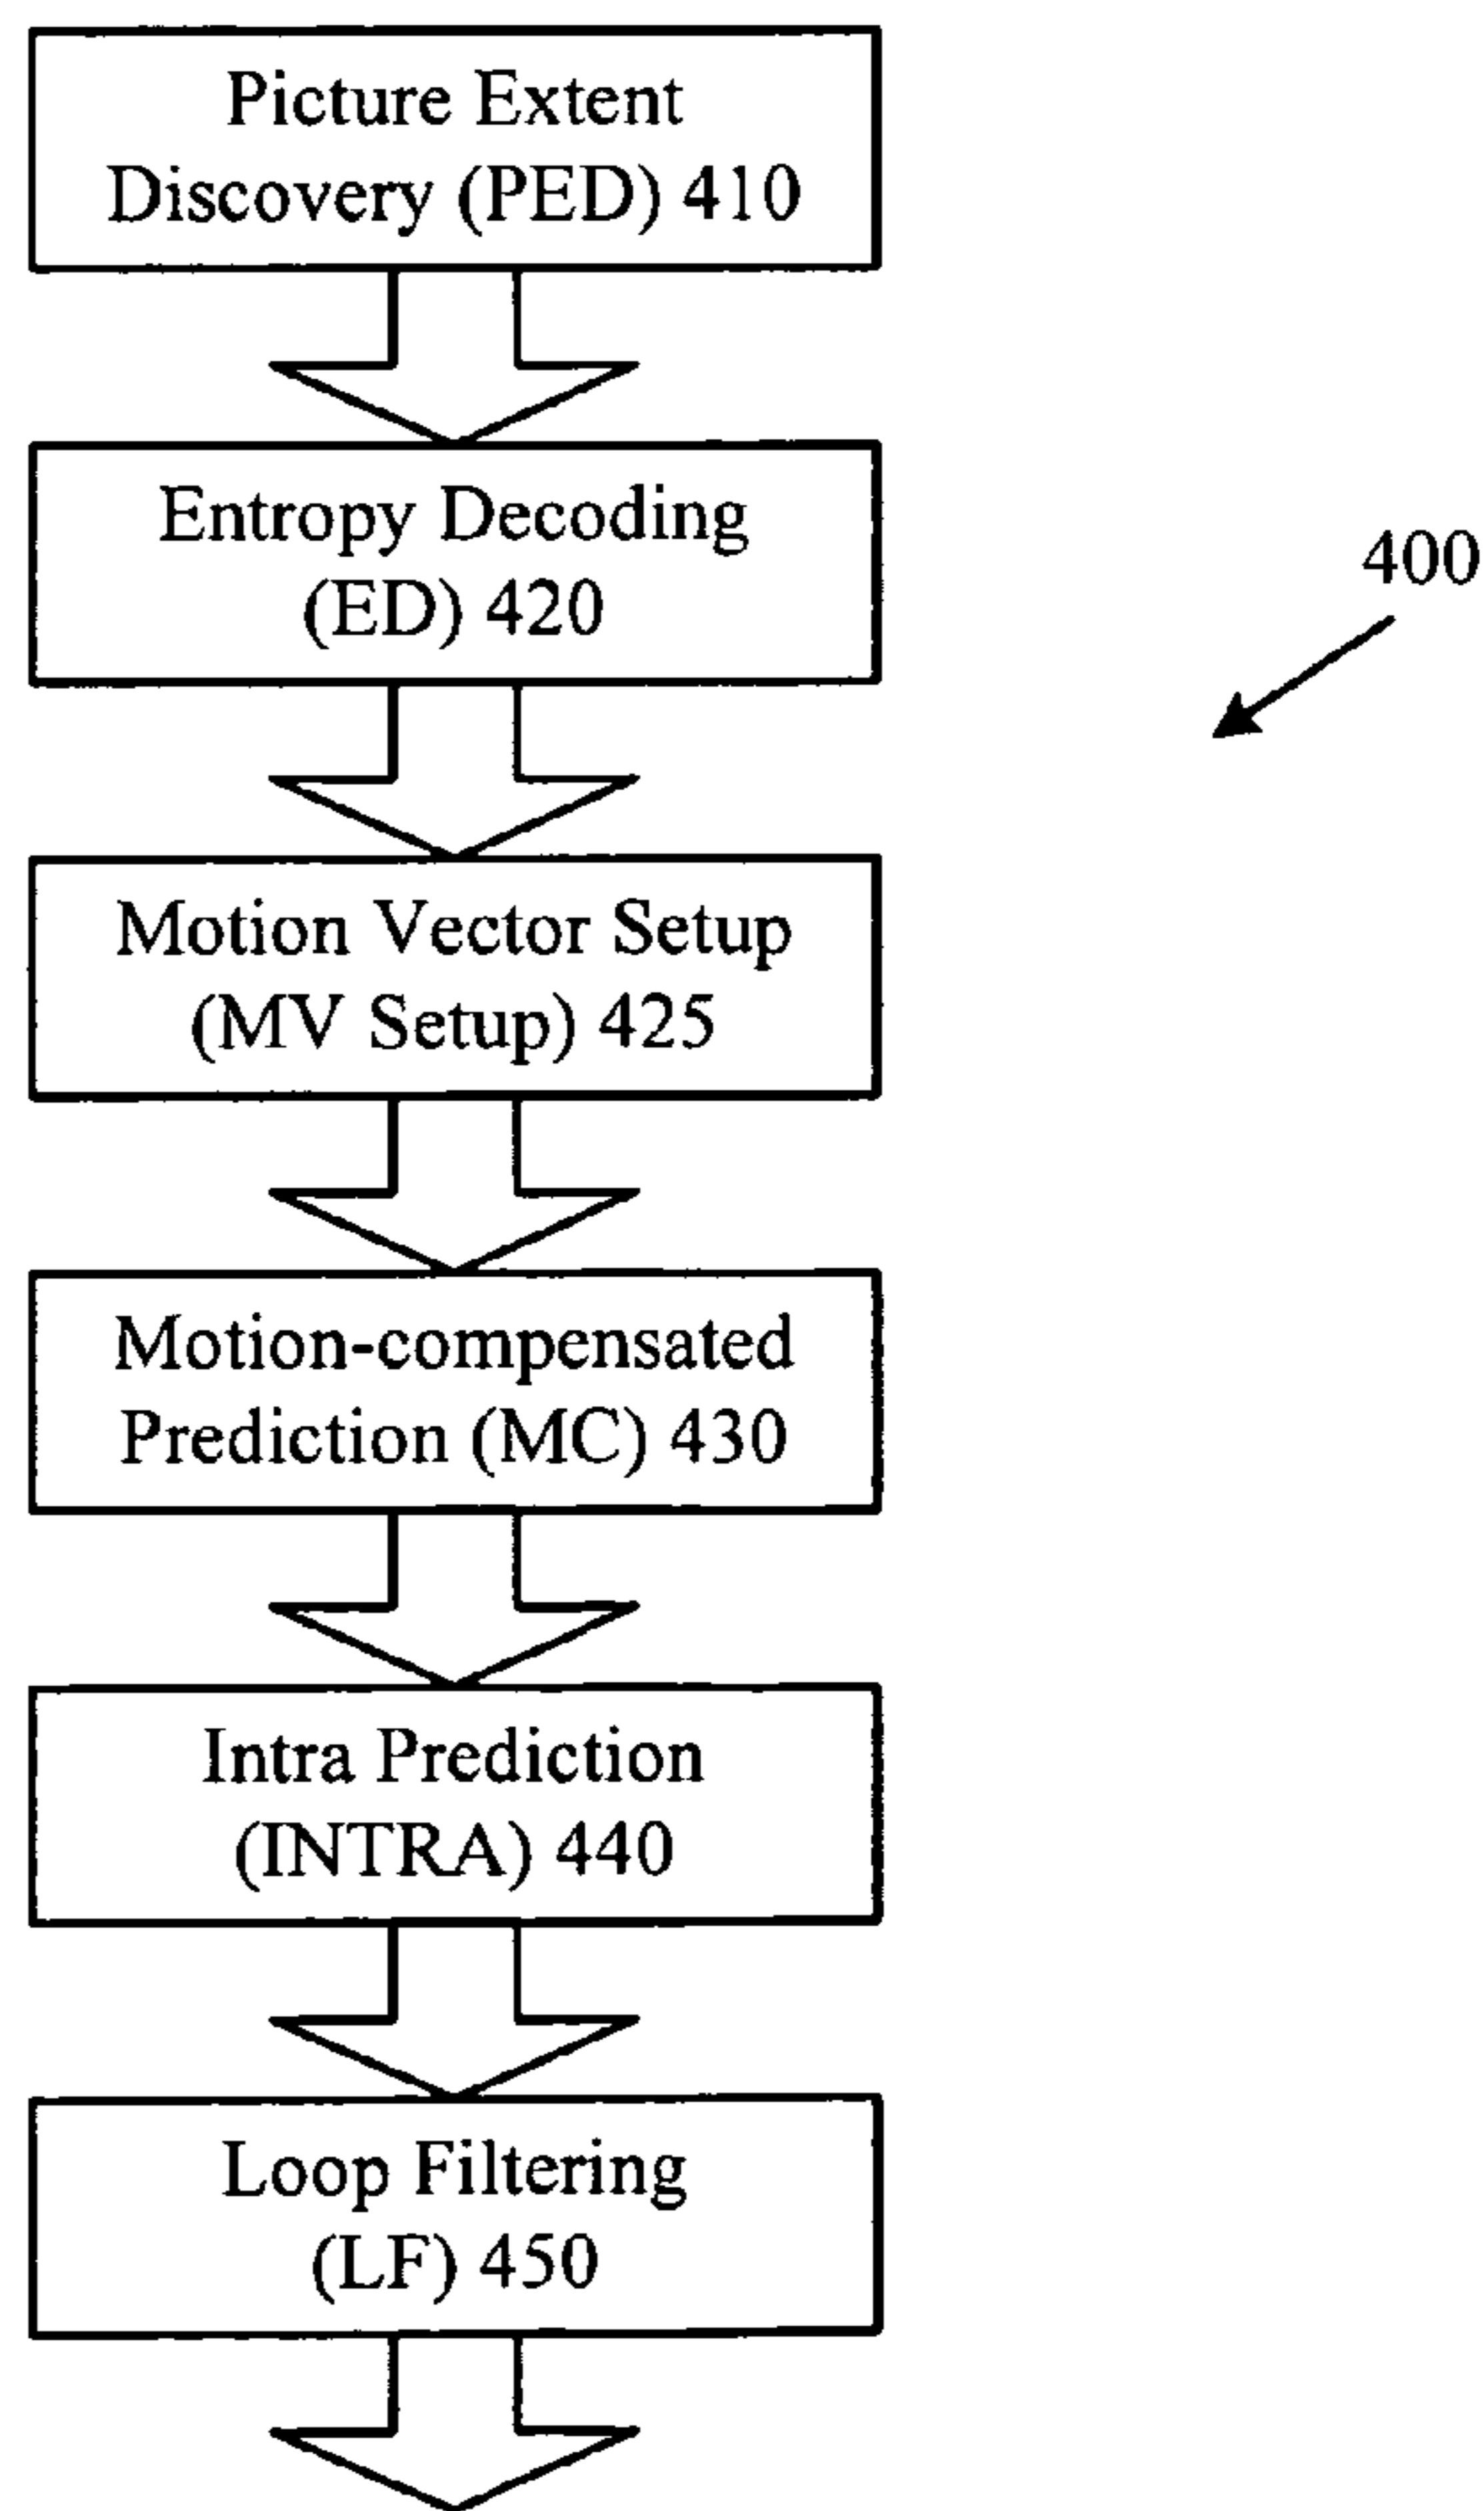 Picture Extent
Discovery (PED) 410
Entropy Decoding
(ED) 420
400
Motion Vector Setup
(MV Setup) 425
Motion-compensated
Prediction (MC) 430
Intra Prediction
(INTRA) 440
Loop Filtering
(LF) 450